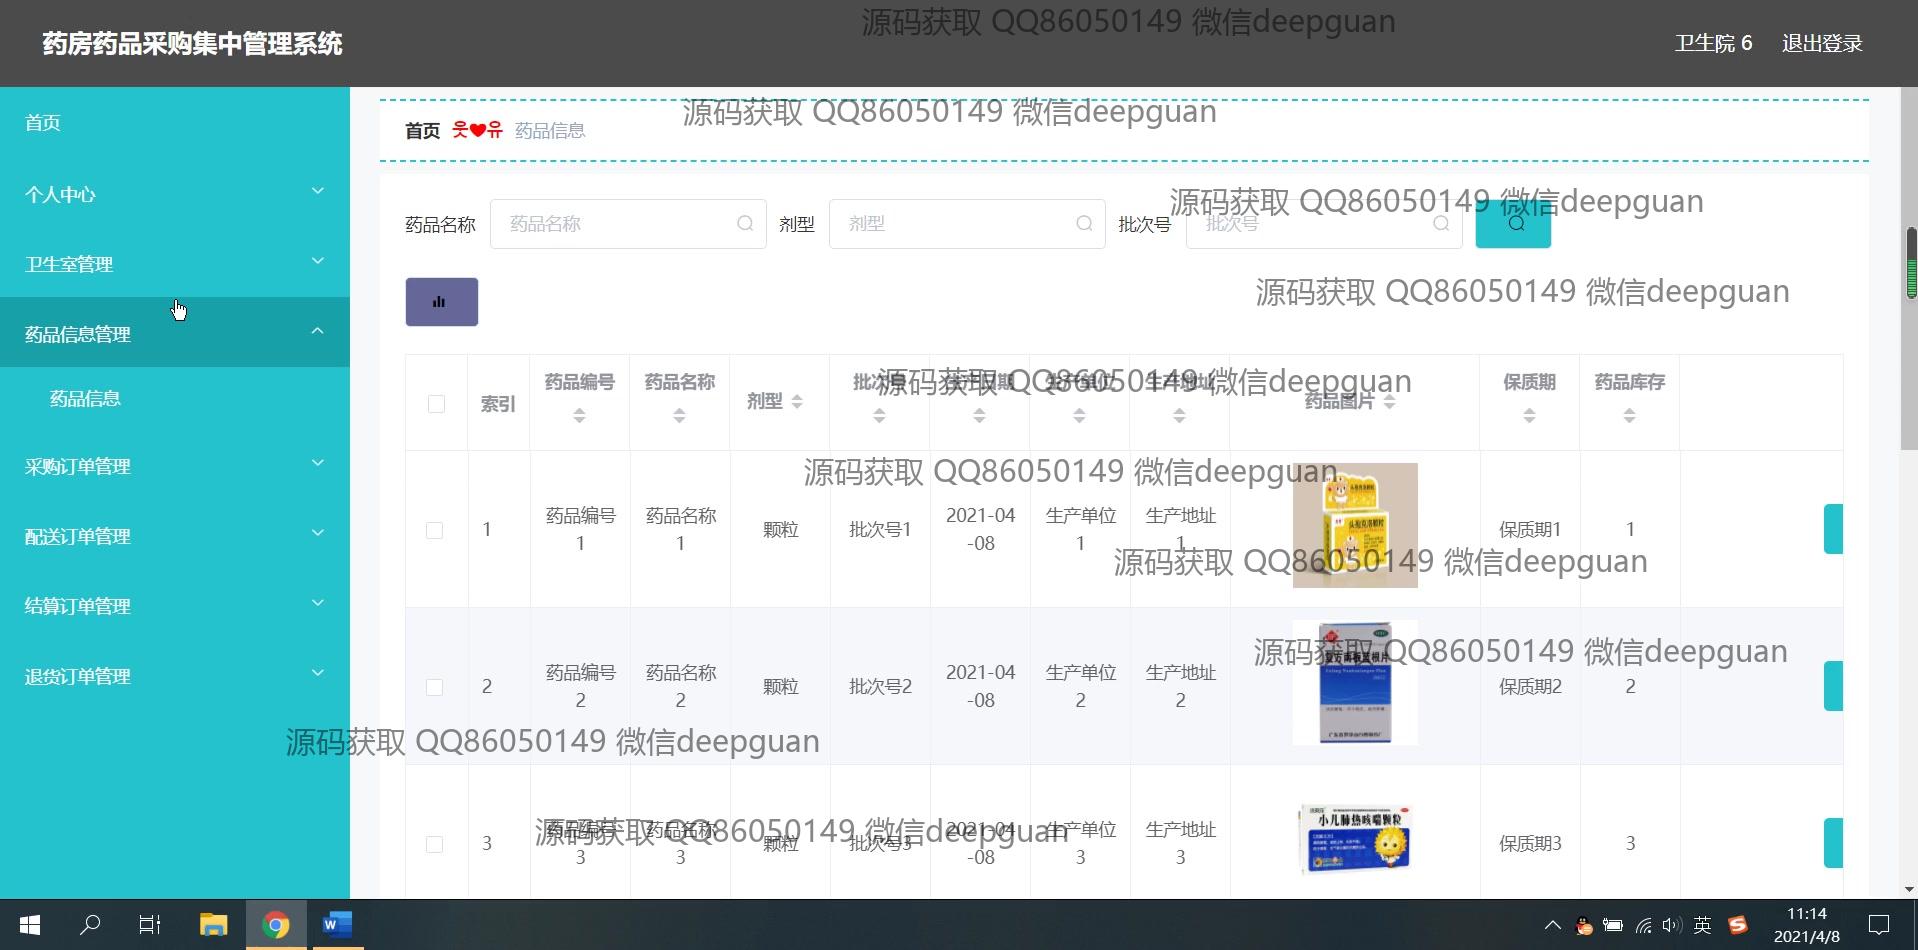 源码获取 QQ86050149 微信deepguan
药房药品采购集中管理系统
卫生院 6 退出登录
源码获取 QQ86050149 微信deepguan
首页
首页 웃❤유 药品信息
个人中心
源码获取 QQ86050149 微信deepguan
药品名称 药品名称 剂型 剂型 批次号 批次号
卫生室管理
源码获取 QQ86050149 微信deepguan
药品信息管理
药品信息
采购订单管理
配送订单管理
结算订单管理
退货订单管理
源码获取 QQ86050149 微信deepguan
索引 药品编号 药品名称 剂型 批次号 生产日期 生产单位 生产地址 药品图片 保质期 药品库存
源码获取 QQ86050149 微信deepguan
1 药品编号1 药品名称1 颗粒 批次号1 2021-04-08 生产单位1 生产地址1 保质期1 1
头孢克洛颗粒
源码获取 QQ86050149 微信deepguan
源码获取 QQ86050149 微信deepguan
2 药品编号2 药品名称2 颗粒 批次号2 2021-04-08 生产单位2 生产地址2 保质期2 2
复方南板蓝根片
源码获取 QQ86050149 微信deepguan
源码获取 QQ86050149 微信deepguan
3 药品编号3 药品名称3 颗粒 批次号3 2021-04-08 生产单位3 生产地址3 保质期3 3
小儿肺热咳喘颗粒
英
11:14
2021/4/8